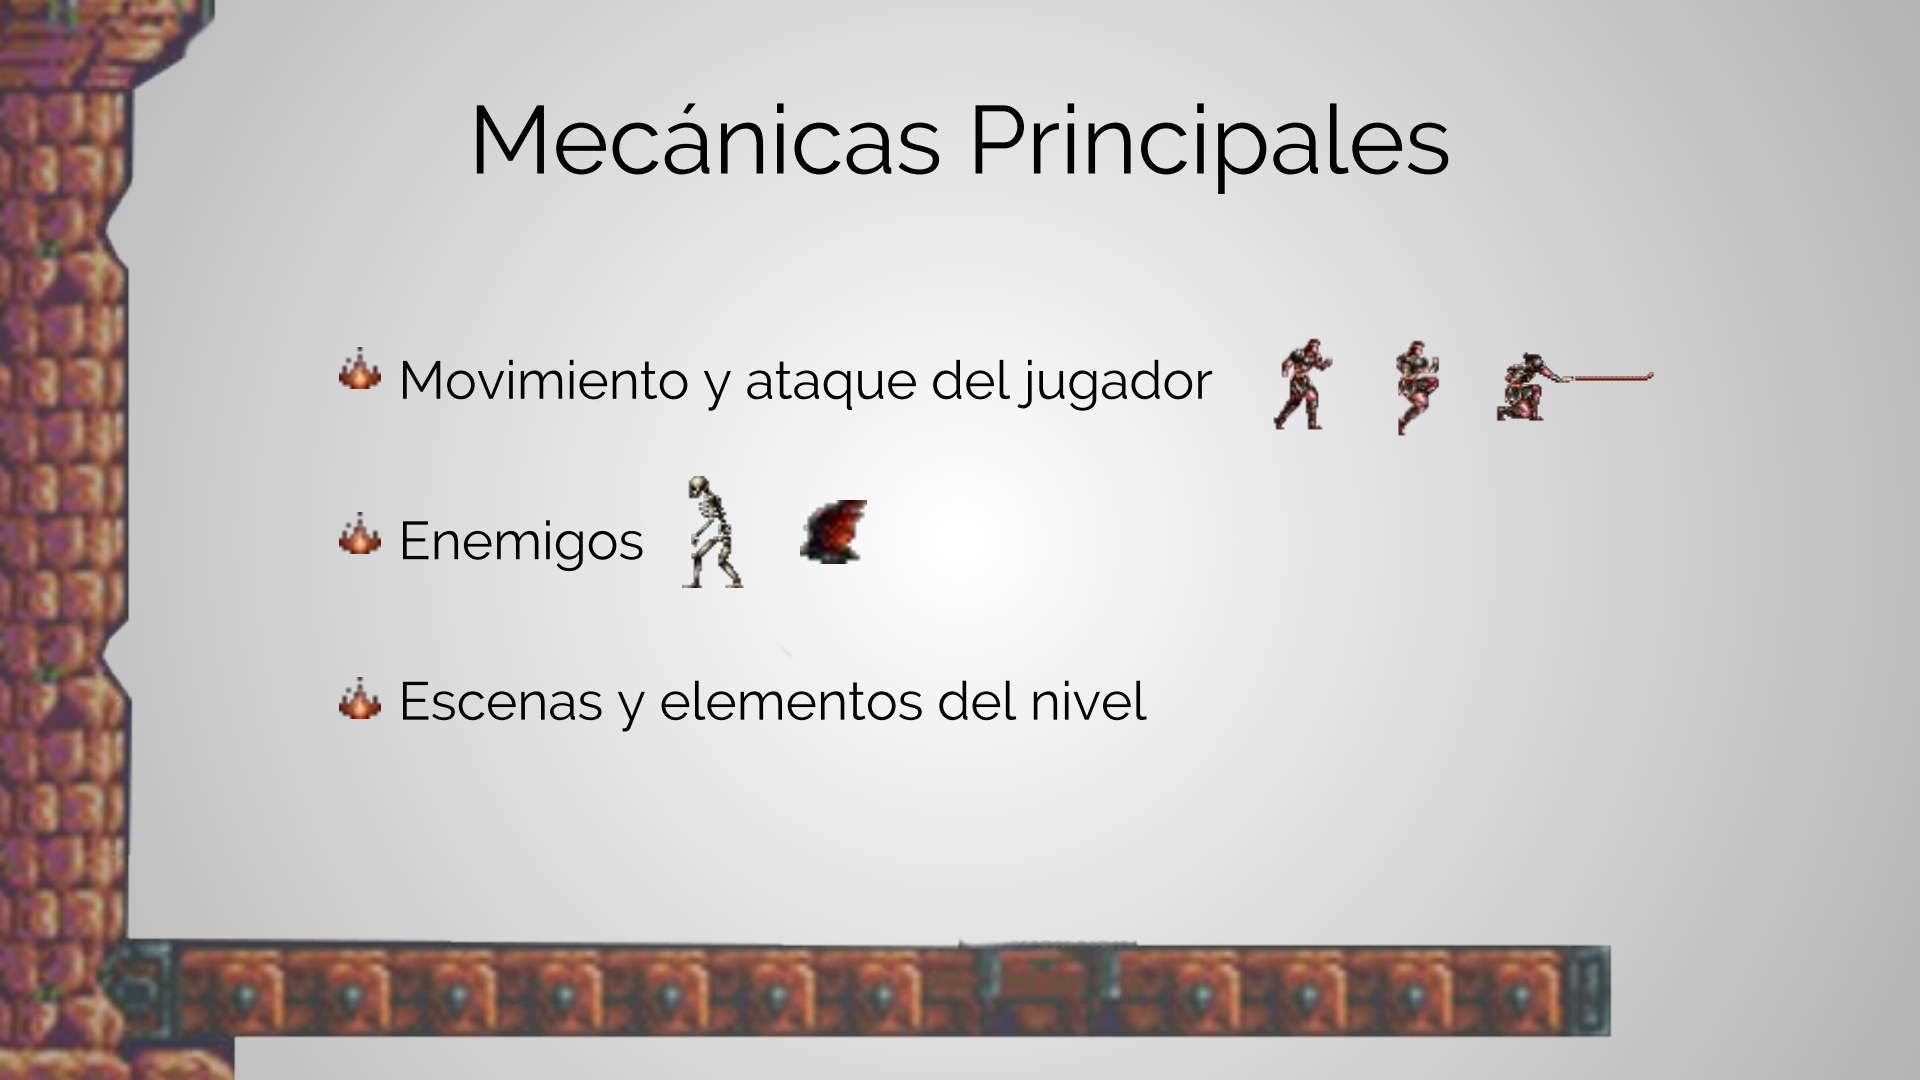 Mecánicas Principales
Movimiento y ataque del jugador
Enemigos
Escenas y elementos del nivel